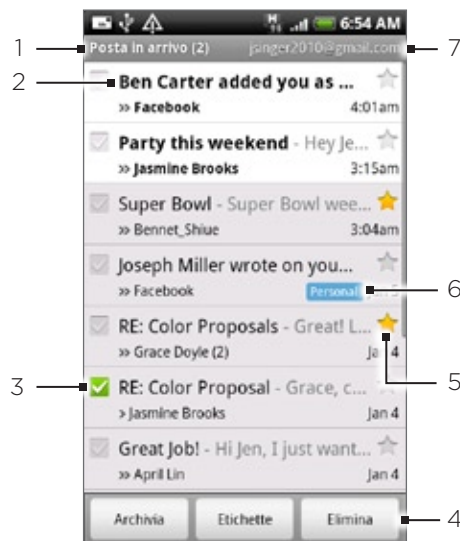 6:54 AM
1 Posta in arrivo (2) jsinger2010@gmail.com 7
2 Ben Carter added you as ...
» Facebook 4:01am
Party this weekend - Hey Je...
» Jasmine Brooks 3:15am
Super Bowl - Super Bowl wee...
» Bennet_Shiue 3:04am
Joseph Miller wrote on you...
» Facebook Personal 6
RE: Color Proposals - Great! L...
» Grace Doyle (2) Jan 4 5
3 RE: Color Proposal - Grace, c...
> Jasmine Brooks Jan 4
Great Job! - Hi Jen, I just want...
» April Lin Jan 4
Archivia Etichette Elimina 4